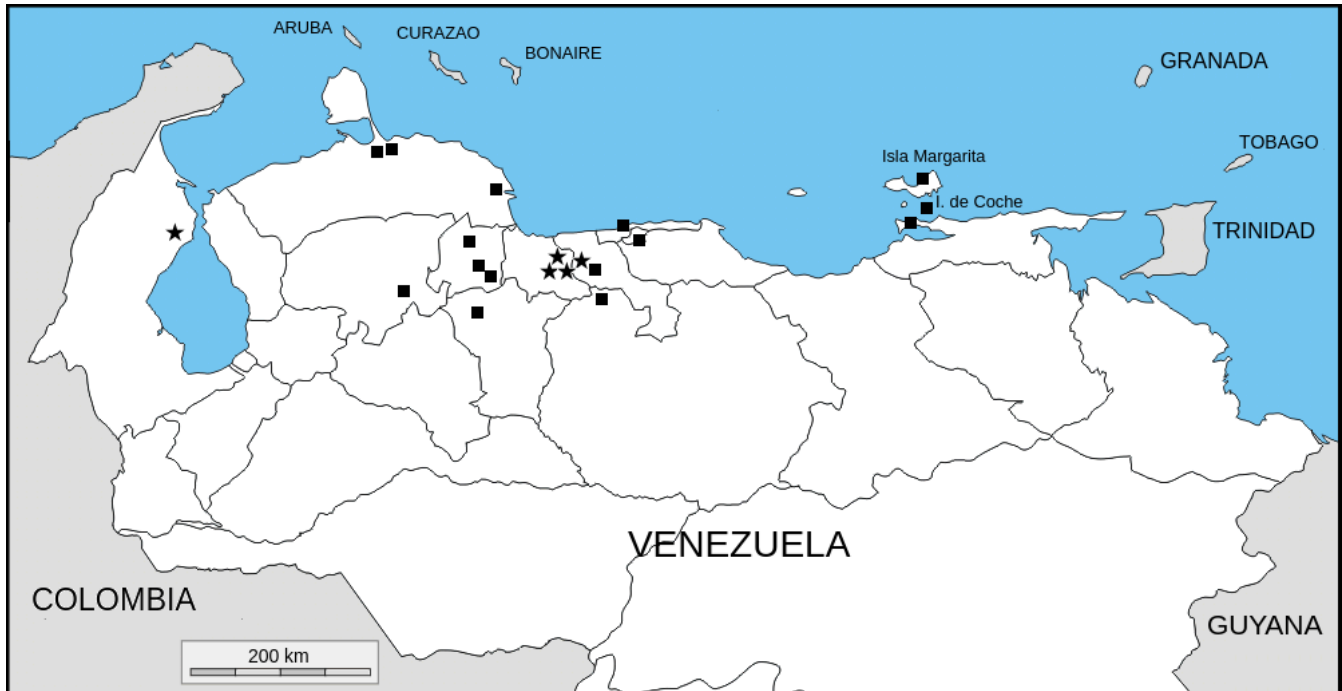 ARUBA
CURAZAO
BONAIRE
GRANADA
TOBAGO
Isla Margarita
I. de Coche
TRINIDAD
VENEZUELA
COLOMBIA
GUYANA
200 km